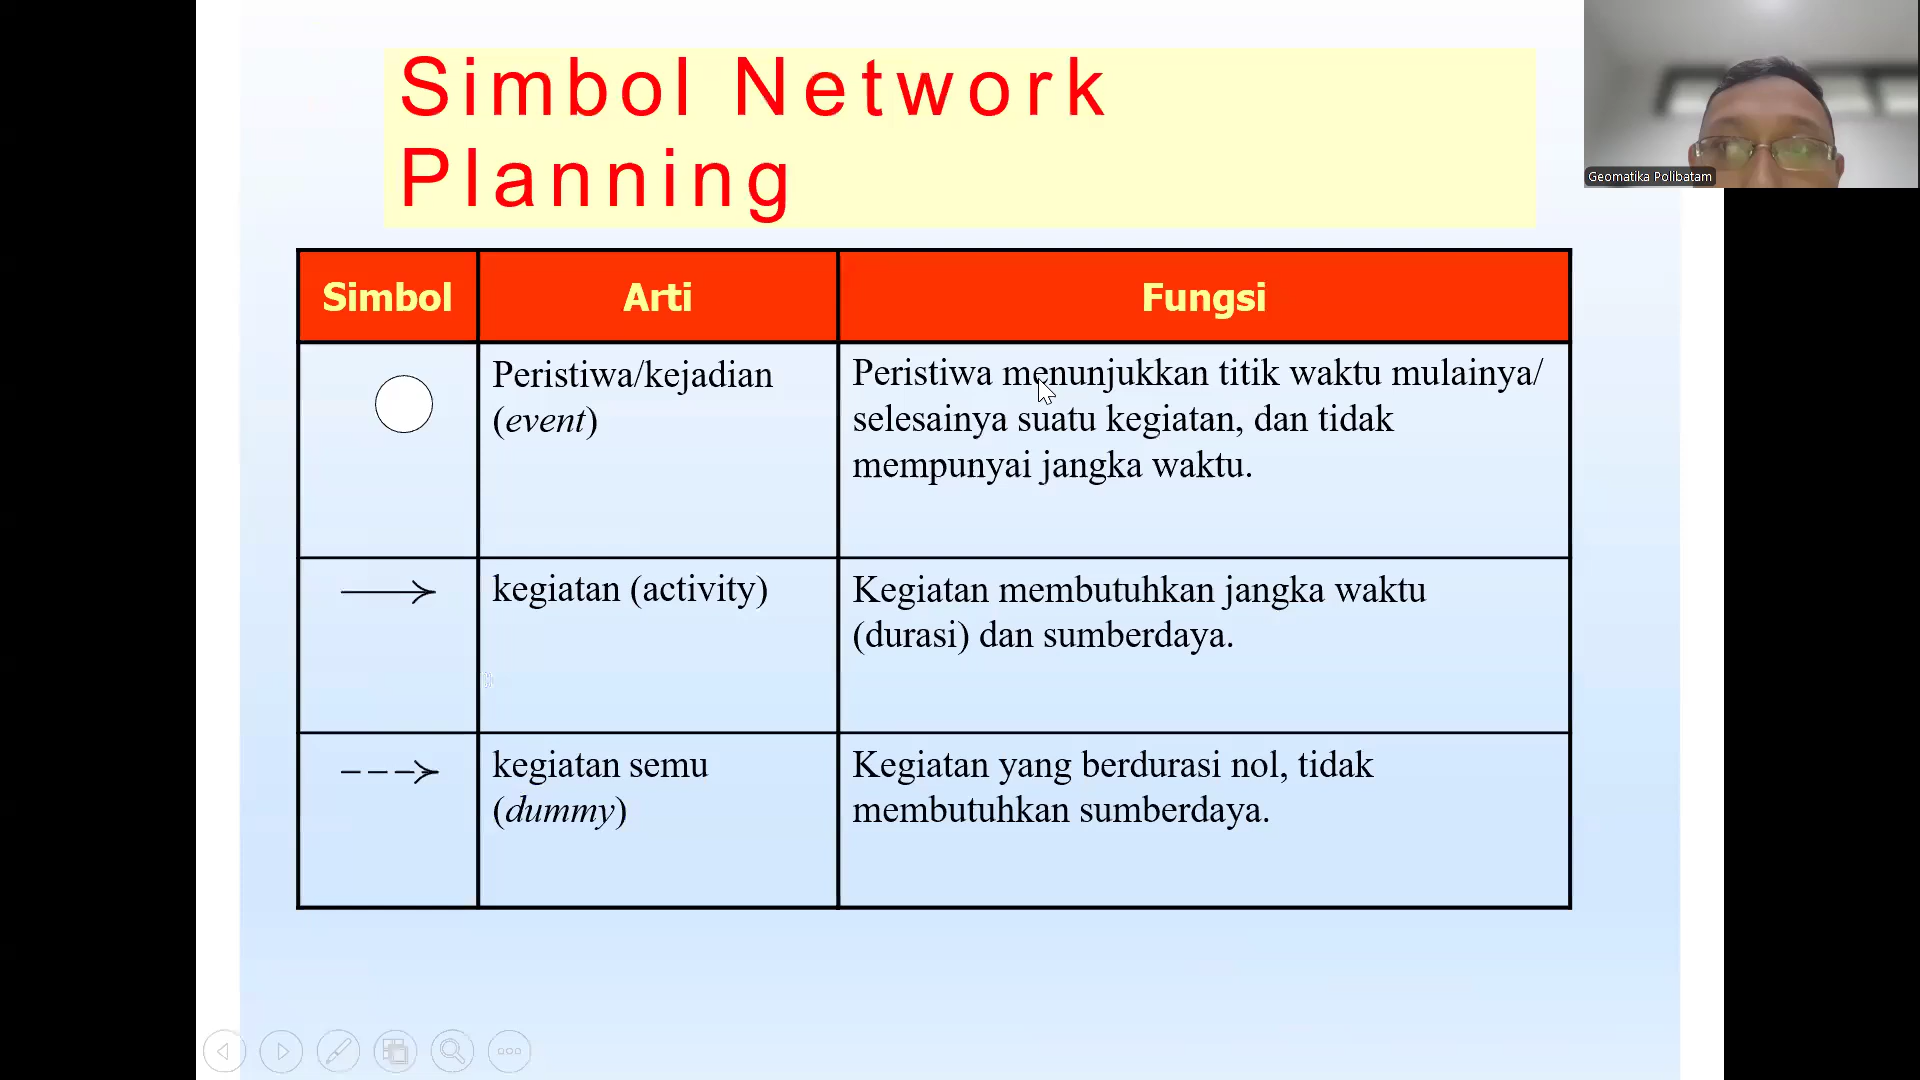 Simbol Network
Planning
Geomatika Polibatam
Simbol
Arti
Fungsi
Peristiwa/kejadian
(event)
Peristiwa menunjukkan titik waktu mulainya/
selesainya suatu kegiatan, dan tidak
mempunyai jangka waktu.
kegiatan (activity)
Kegiatan membutuhkan jangka waktu
(durasi) dan sumberdaya.
kegiatan semu
(dummy)
Kegiatan yang berdurasi nol, tidak
membutuhkan sumberdaya.